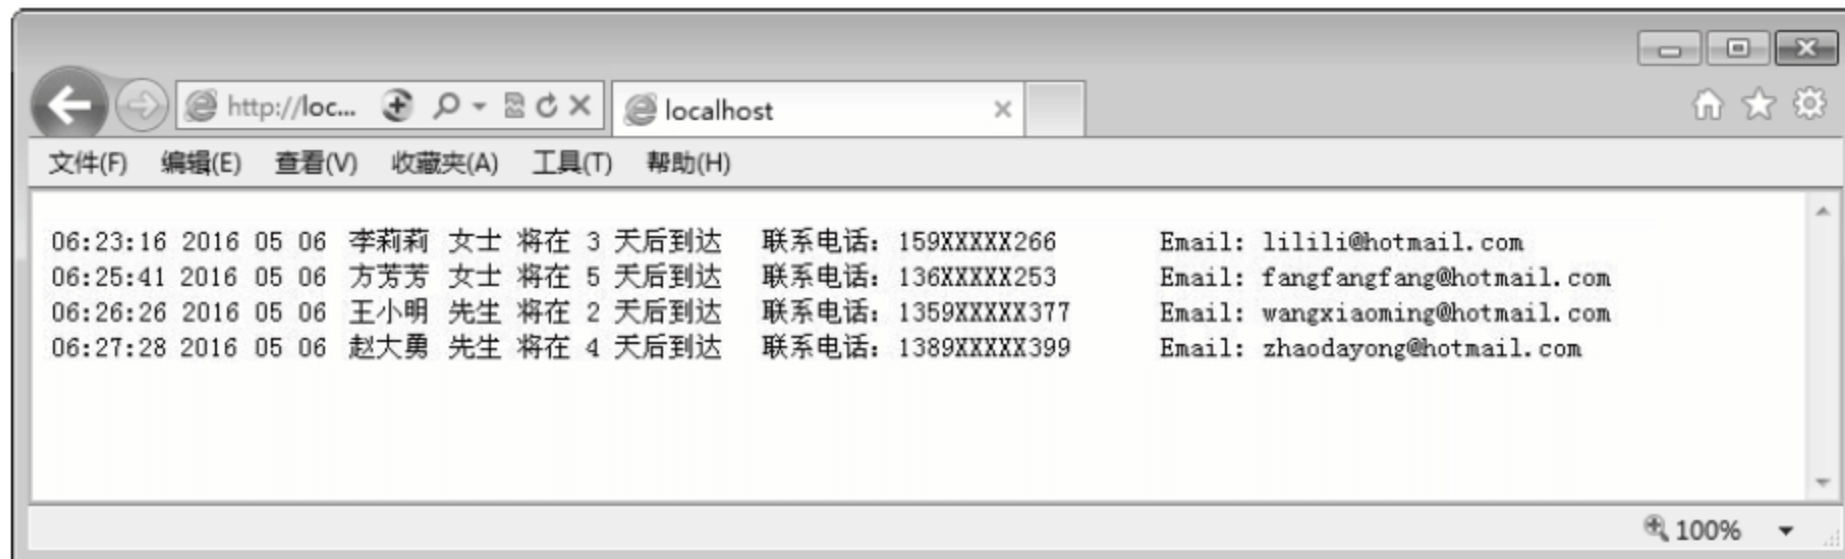 http://loc...
localhost
文件(F) 编辑(E) 查看(V) 收藏夹(A) 工具(T) 帮助(H)
06:23:16 2016 05 06 李莉莉 女士 将在 3 天后到达 联系电话: 159XXXXX266 Email: lilili@hotmail.com
06:25:41 2016 05 06 方芳芳 女士 将在 5 天后到达 联系电话: 136XXXXX253 Email: fangfangfang@hotmail.com
06:26:26 2016 05 06 王小明 先生 将在 2 天后到达 联系电话: 1359XXXXX377 Email: wangxiaoming@hotmail.com
06:27:28 2016 05 06 赵大勇 先生 将在 4 天后到达 联系电话: 1389XXXXX399 Email: zhaodayong@hotmail.com
100%